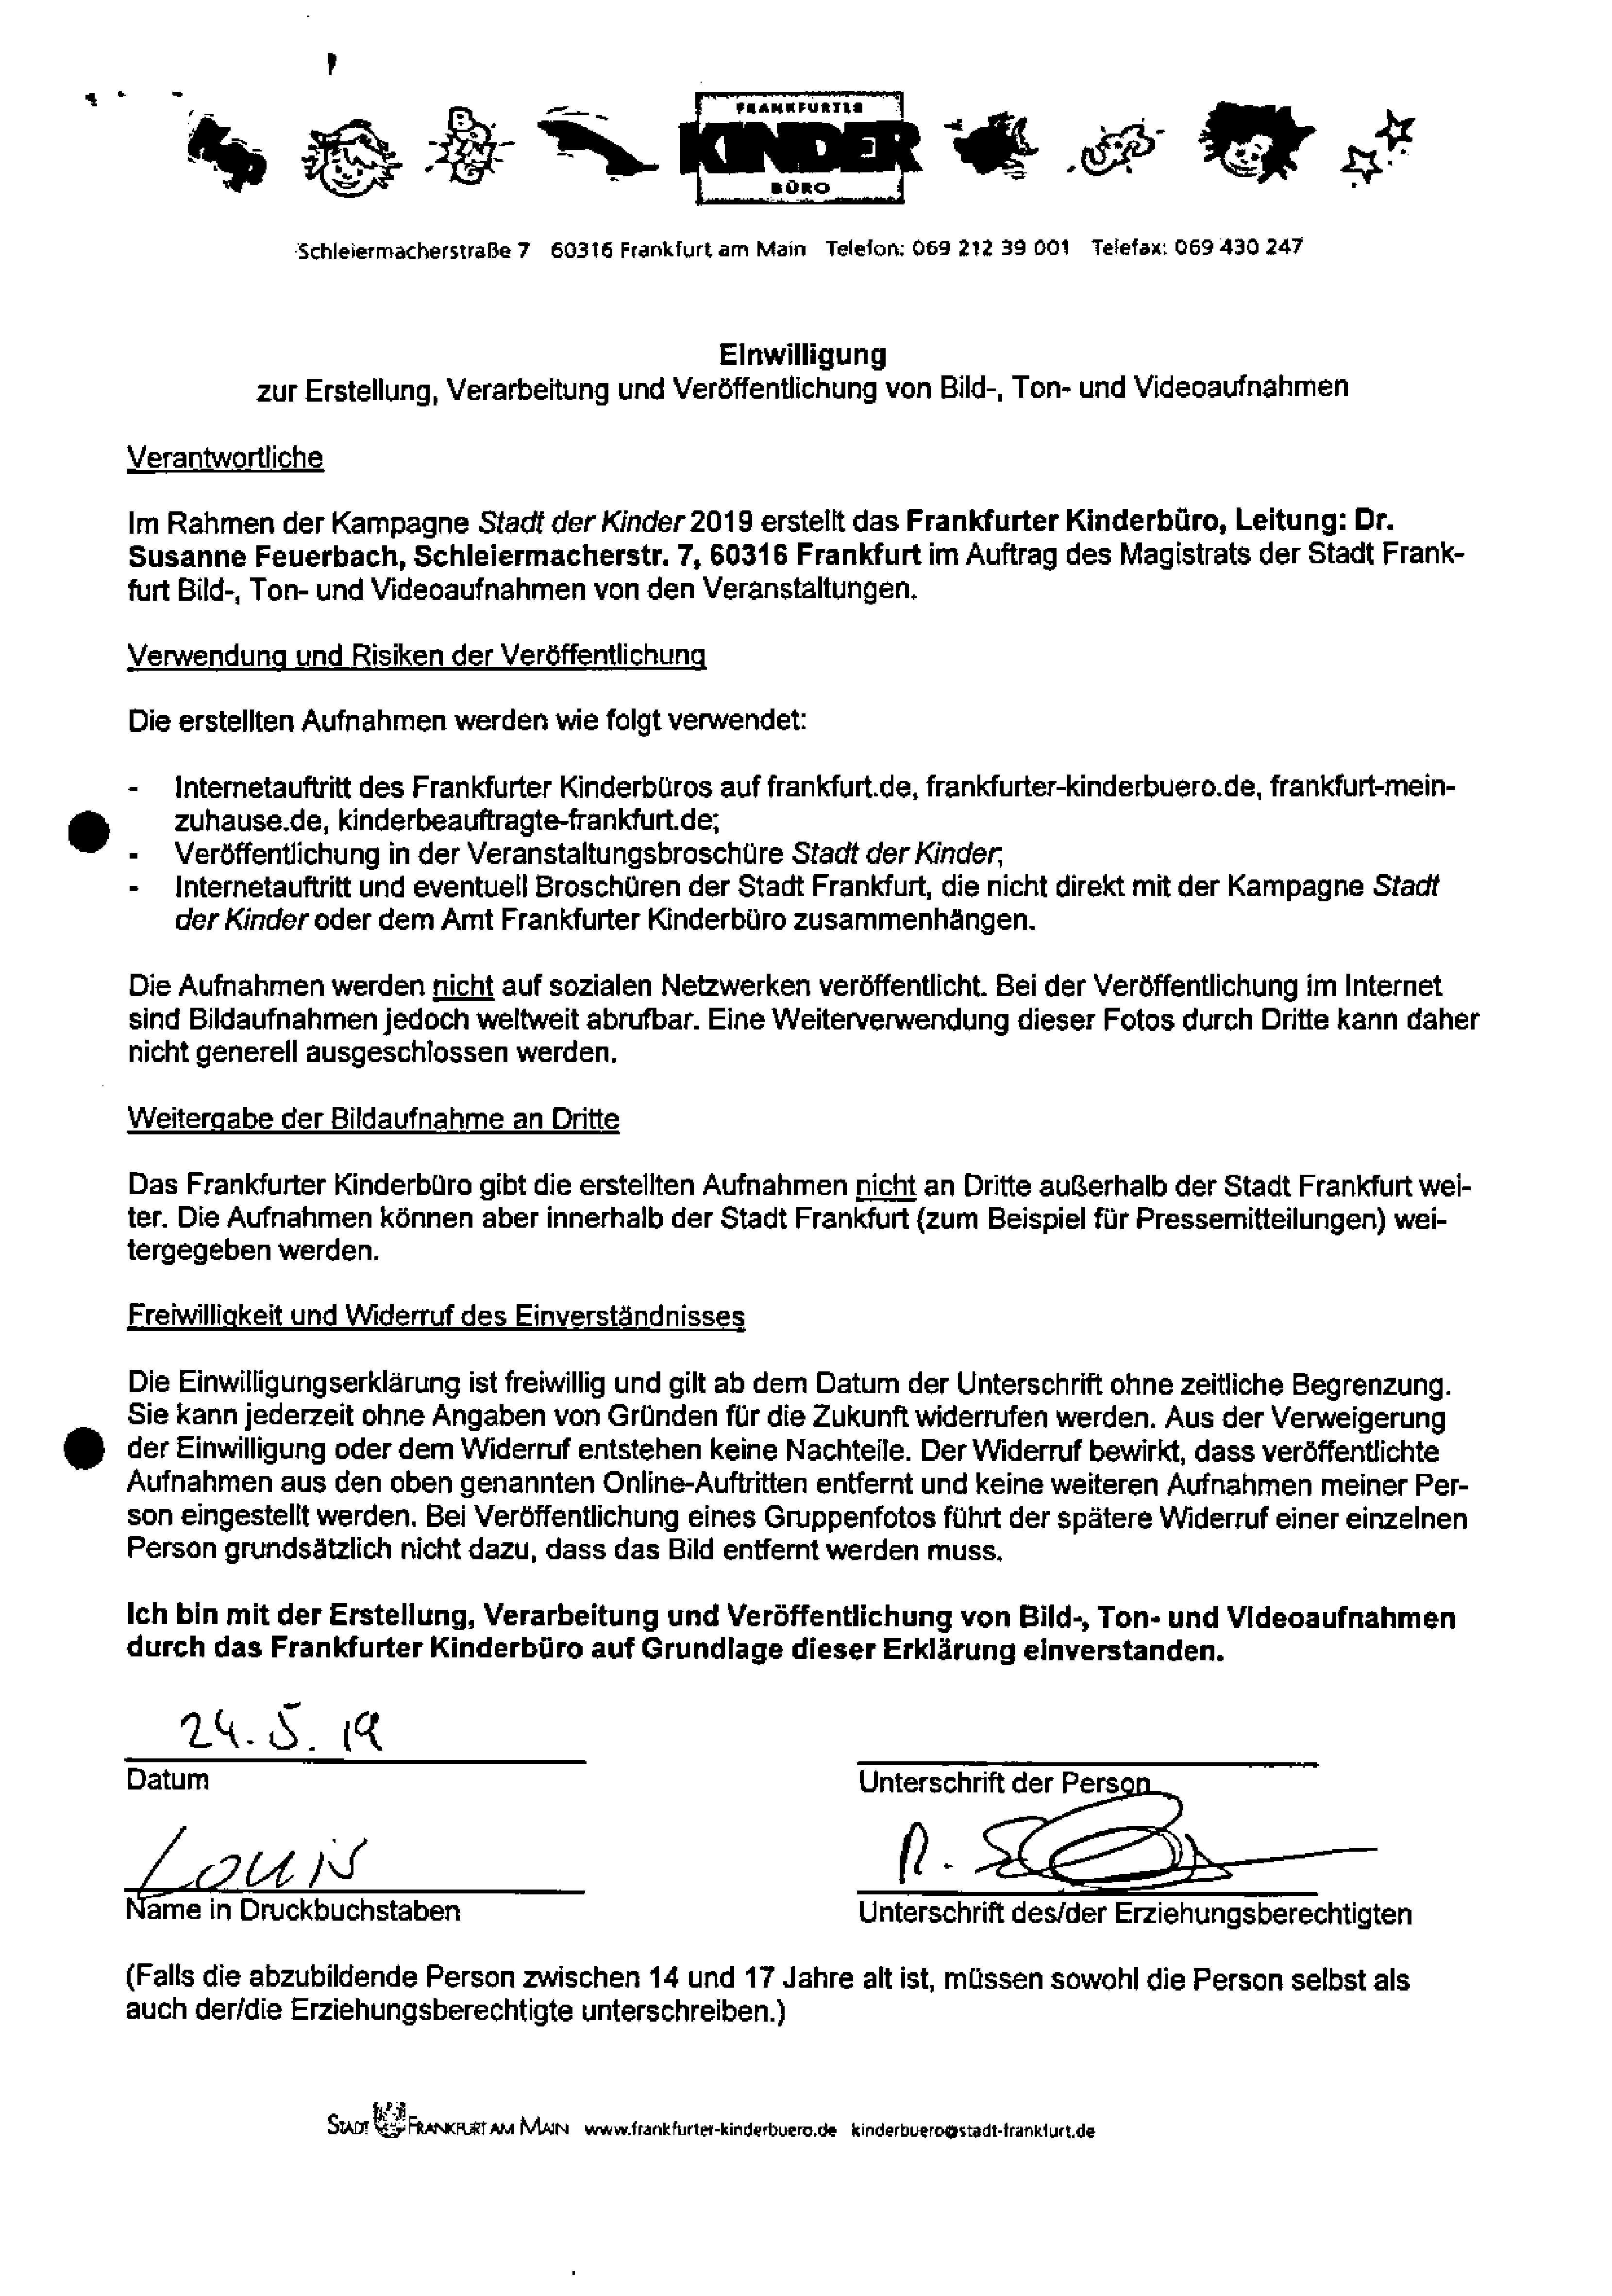 FRANKFURTER
KINDER
BÜRO
Schleiermacherstraße 7 60316 Frankfurt am Main Telefon: 069 212 39 001 Telefax: 069 430 247
Einwilligung
zur Erstellung, Verarbeitung und Veröffentlichung von Bild-, Ton- und Videoaufnahmen
Verantwortliche
Im Rahmen der Kampagne Stadt der Kinder 2019 erstellt das Frankfurter Kinderbüro, Leitung: Dr.
Susanne Feuerbach, Schleiermacherstr. 7, 60316 Frankfurt im Auftrag des Magistrats der Stadt Frank-
furt Bild-, Ton- und Videoaufnahmen von den Veranstaltungen.
Verwendung und Risiken der Veröffentlichung
Die erstellten Aufnahmen werden wie folgt verwendet:
- Internetauftritt des Frankfurter Kinderbüros auf frankfurt.de, frankfurter-kinderbuero.de, frankfurt-mein-
zuhause.de, kinderbeauftragte-frankfurt.de;
- Veröffentlichung in der Veranstaltungsbroschüre Stadt der Kinder;
- Internetauftritt und eventuell Broschüren der Stadt Frankfurt, die nicht direkt mit der Kampagne Stadt
der Kinder oder dem Amt Frankfurter Kinderbüro zusammenhängen.
Die Aufnahmen werden nicht auf sozialen Netzwerken veröffentlicht. Bei der Veröffentlichung im Internet
sind Bildaufnahmen jedoch weltweit abrufbar. Eine Weiterverwendung dieser Fotos durch Dritte kann daher
nicht generell ausgeschlossen werden.
Weitergabe der Bildaufnahme an Dritte
Das Frankfurter Kinderbüro gibt die erstellten Aufnahmen nicht an Dritte außerhalb der Stadt Frankfurt wei-
ter. Die Aufnahmen können aber innerhalb der Stadt Frankfurt (zum Beispiel für Pressemitteilungen) wei-
tergegeben werden.
Freiwilligkeit und Widerruf des Einverständnisses
Die Einwilligungserklärung ist freiwillig und gilt ab dem Datum der Unterschrift ohne zeitliche Begrenzung.
Sie kann jederzeit ohne Angaben von Gründen für die Zukunft widerrufen werden. Aus der Verweigerung
der Einwilligung oder dem Widerruf entstehen keine Nachteile. Der Widerruf bewirkt, dass veröffentlichte
Aufnahmen aus den oben genannten Online-Auftritten entfernt und keine weiteren Aufnahmen meiner Per-
son eingestellt werden. Bei Veröffentlichung eines Gruppenfotos führt der spätere Widerruf einer einzelnen
Person grundsätzlich nicht dazu, dass das Bild entfernt werden muss.
Ich bin mit der Erstellung, Verarbeitung und Veröffentlichung von Bild-, Ton- und Videoaufnahmen
durch das Frankfurter Kinderbüro auf Grundlage dieser Erklärung einverstanden.
24.5.19
Datum Unterschrift der Person
Louis
Name in Druckbuchstaben Unterschrift des/der Erziehungsberechtigten
(Falls die abzubildende Person zwischen 14 und 17 Jahre alt ist, müssen sowohl die Person selbst als
auch der/die Erziehungsberechtigte unterschreiben.)
STADT FRANKFURT AM MAIN www.frankfurter-kinderbuero.de kinderbuero@stadt-frankfurt.de